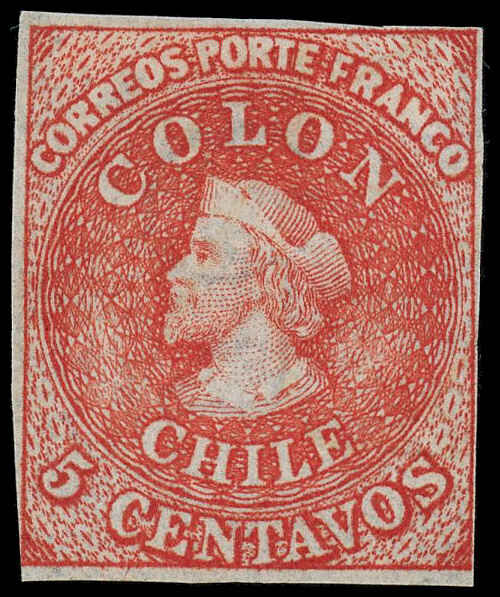 CORREOS PORTE FRANCO
COLON
CHILE
5 CENTAVOS